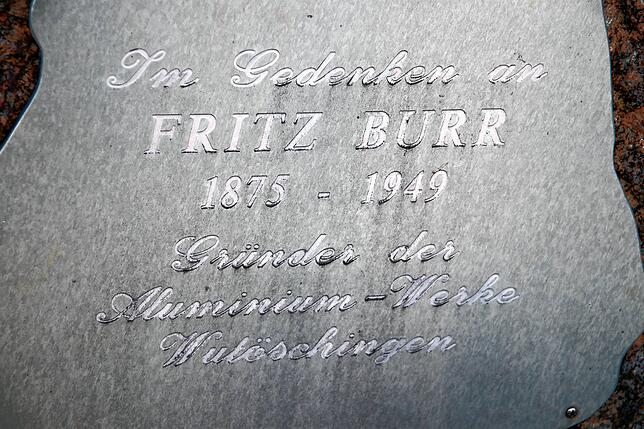 Im Gedenken an
FRITZ BURR
1875 - 1949
Gründer der
Aluminium-Werke
Wutöschingen